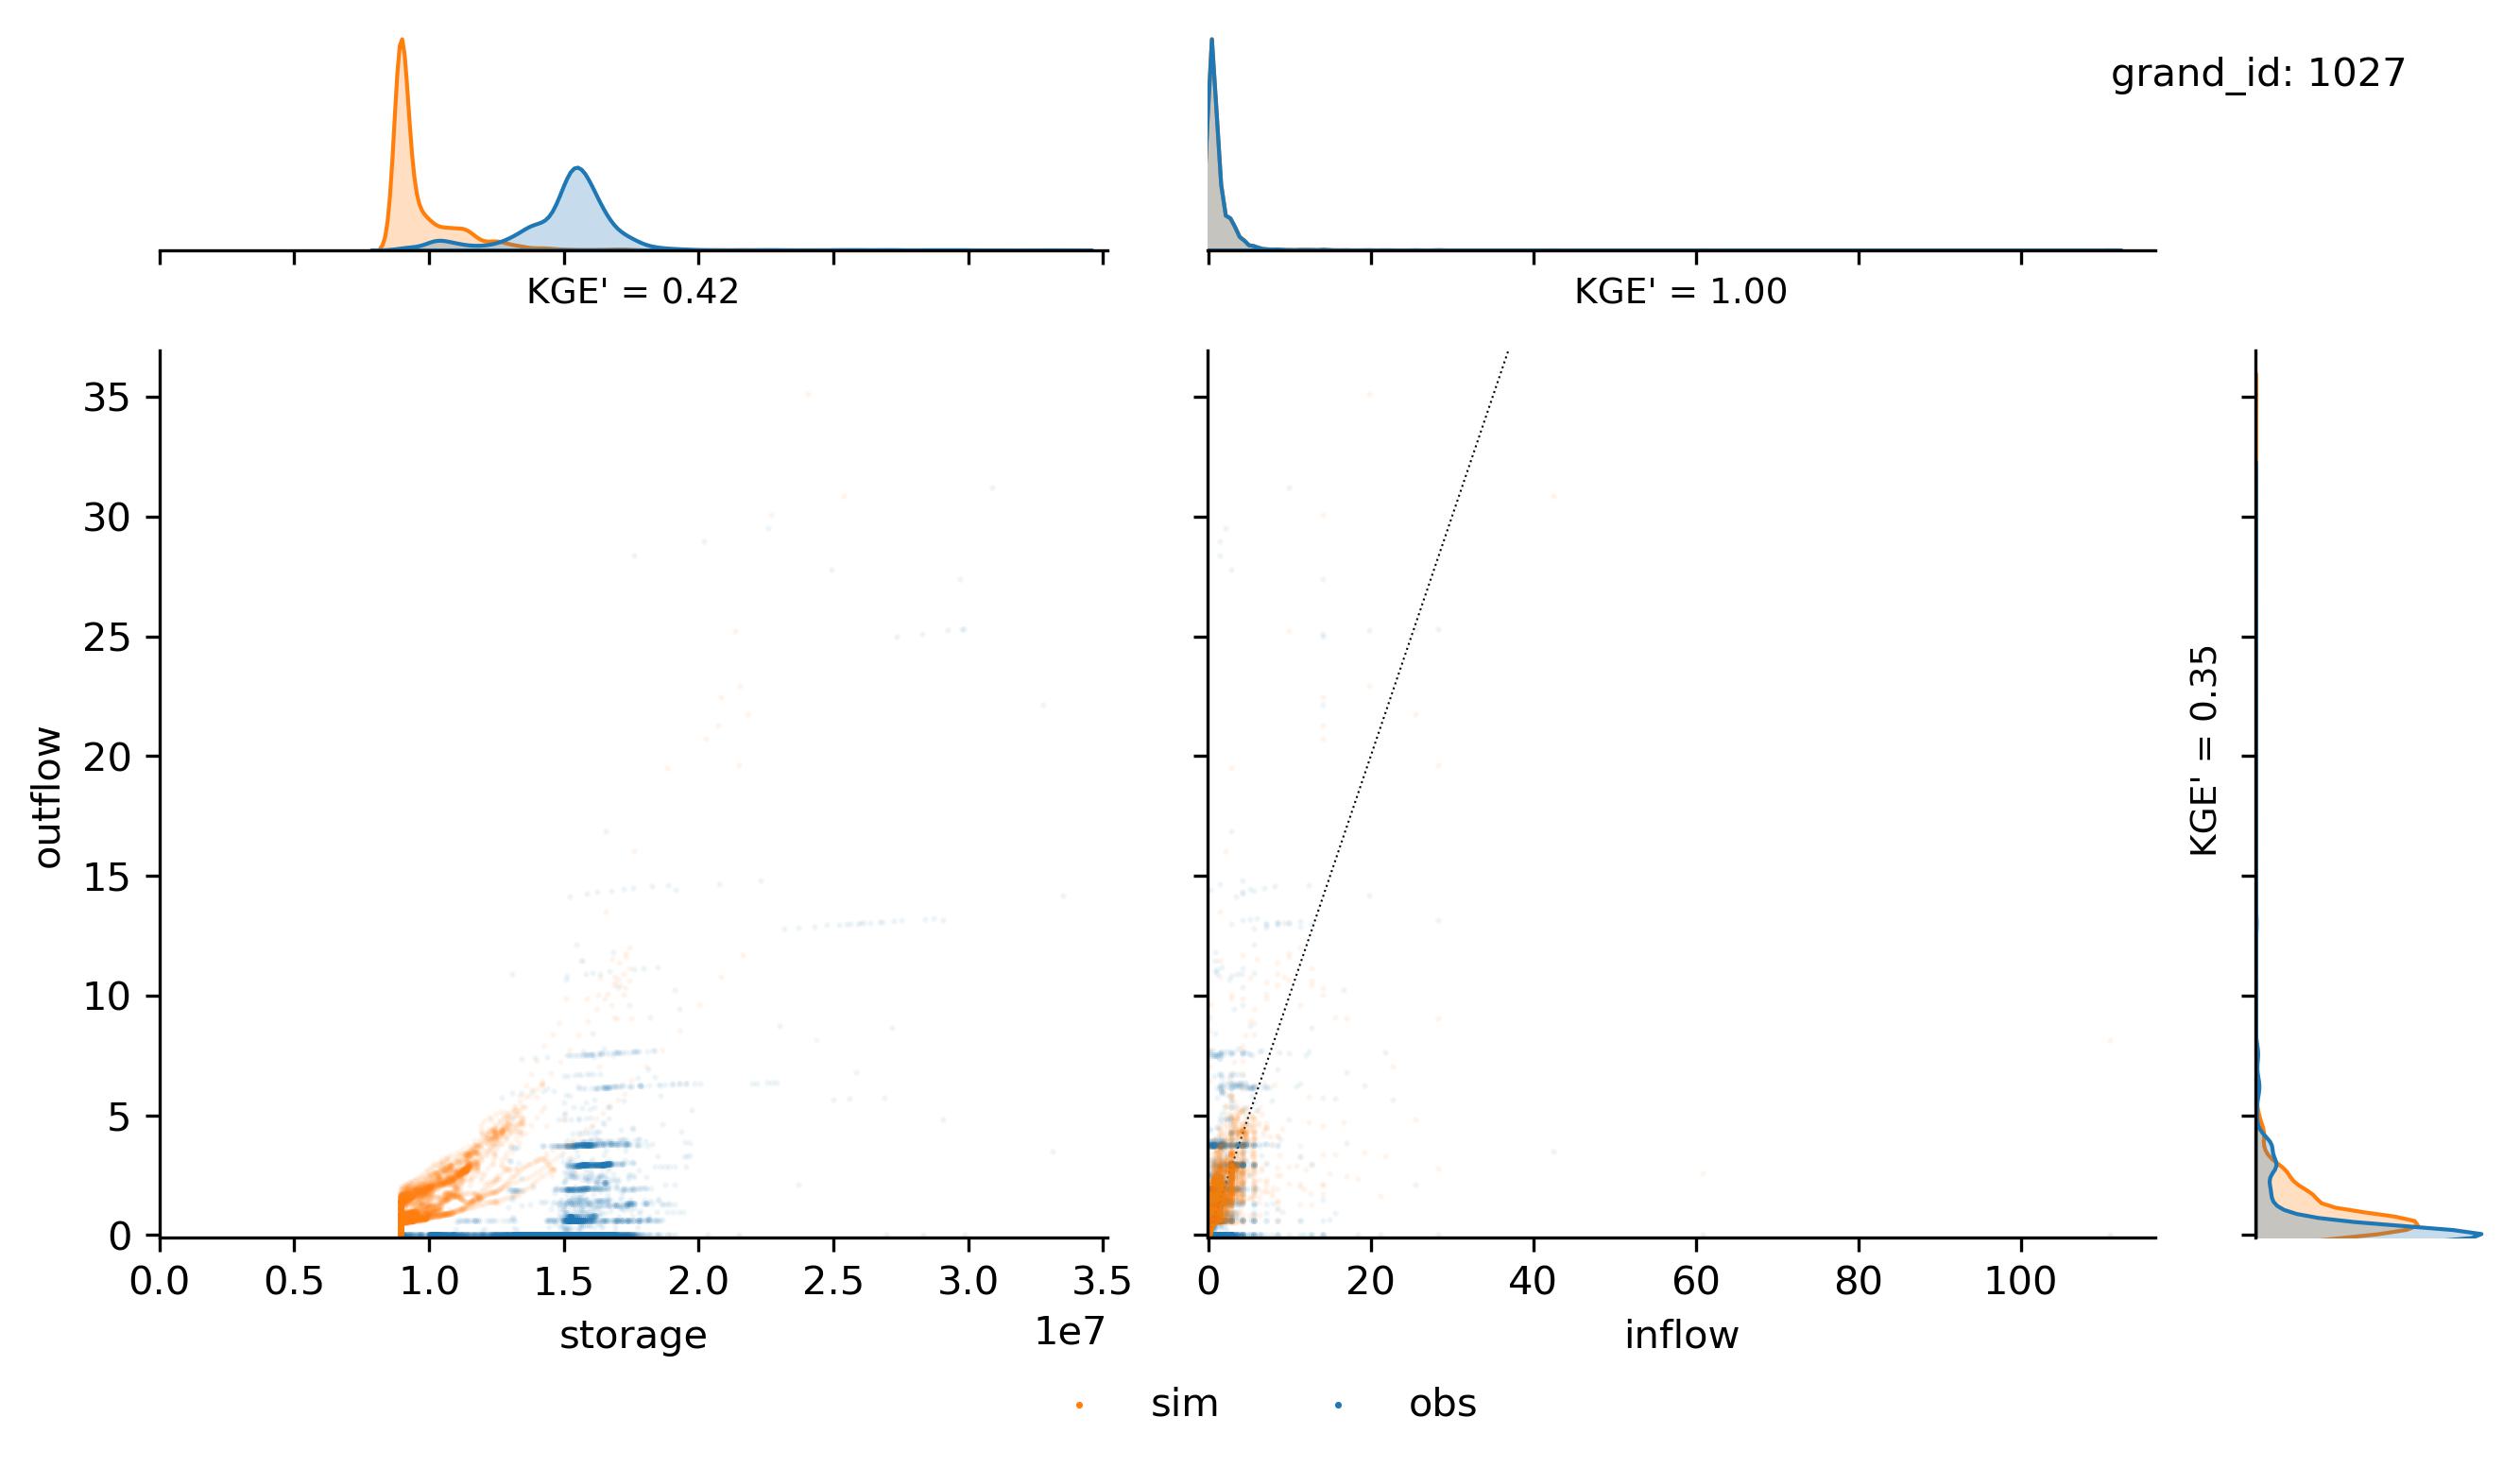 grand_id: 1027
KGE' = 0.42
KGE' = 1.00
35
30
25
20
15
10
5
0
outflow
KGE' = 0.35
0.0 0.5 1.0 1.5 2.0 2.5 3.0 3.5
1e7
storage
0 20 40 60 80 100
inflow
sim obs